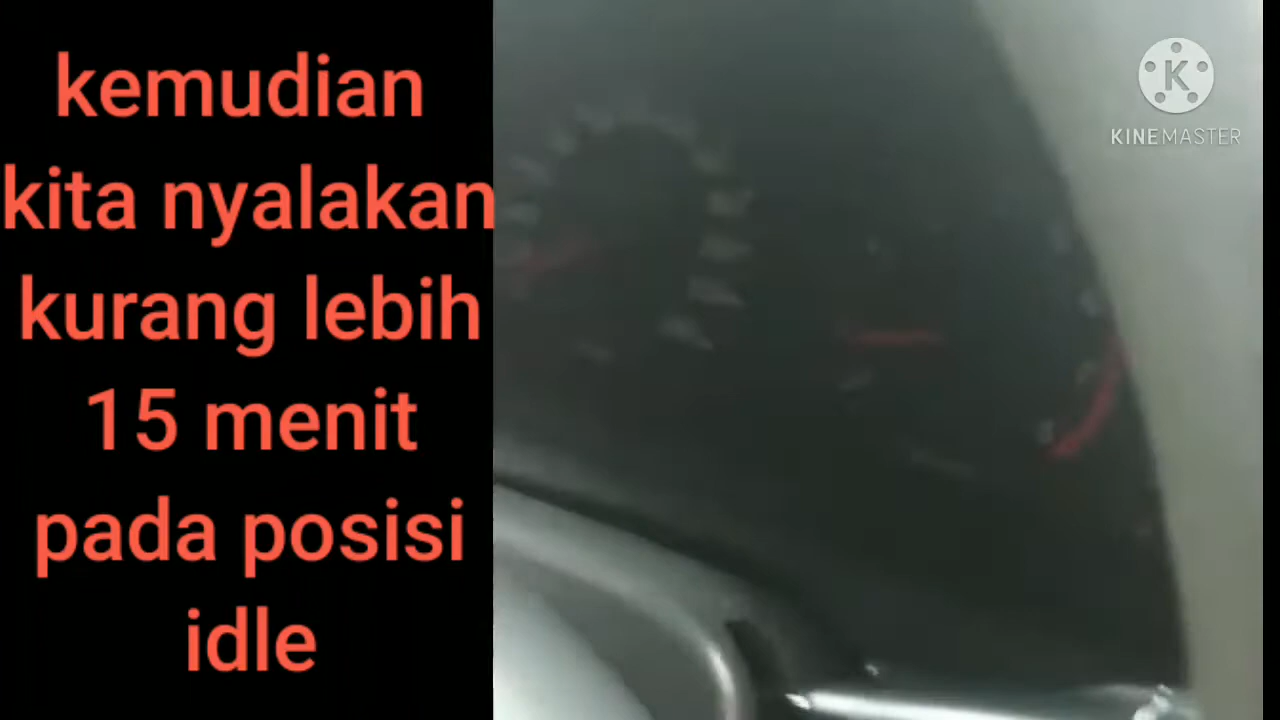 kemudian
kita nyalakan
kurang lebih
15 menit
pada posisi
idle
K
KINEMASTER